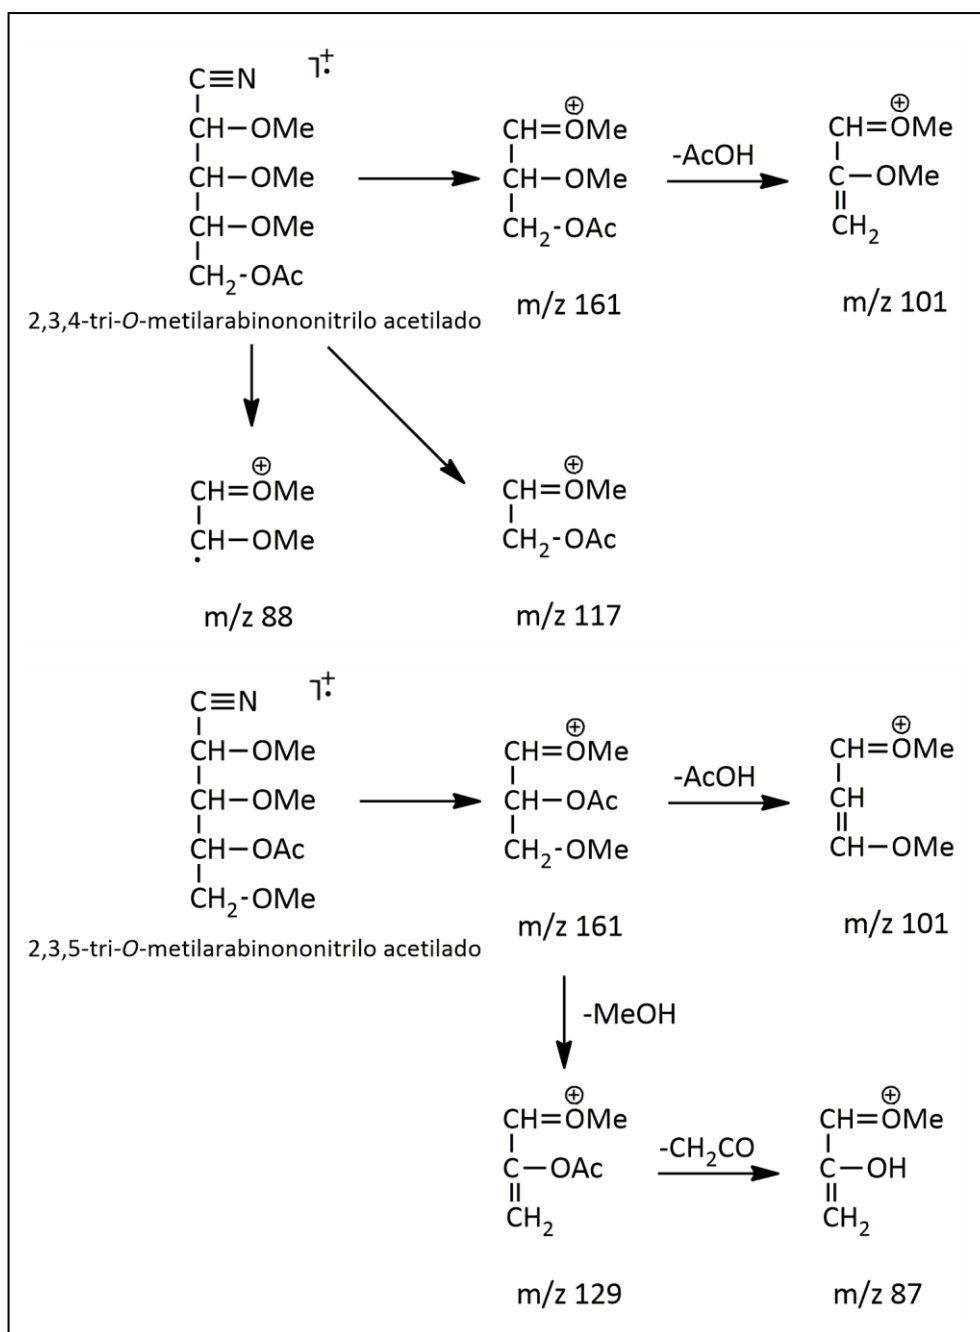 C≡N ⅂+•
CH–OMe
CH–OMe
CH–OMe
CH2-OAc
2,3,4-tri-O-metilarabinononitrilo acetilado
⊕
CH=OMe
CH–OMe
CH2-OAc
m/z 161
-AcOH
⊕
CH=OMe
C–OMe
CH2
m/z 101
⊕
CH=OMe
CH–OMe
•
m/z 88
⊕
CH=OMe
CH2-OAc
m/z 117
C≡N ⅂+•
CH–OMe
CH–OMe
CH–OAc
CH2-OMe
2,3,5-tri-O-metilarabinononitrilo acetilado
⊕
CH=OMe
CH–OAc
CH2-OMe
m/z 161
-AcOH
⊕
CH=OMe
CH
CH–OMe
m/z 101
-MeOH
⊕
CH=OMe
C–OAc
CH2
m/z 129
-CH2CO
⊕
CH=OMe
C–OH
CH2
m/z 87